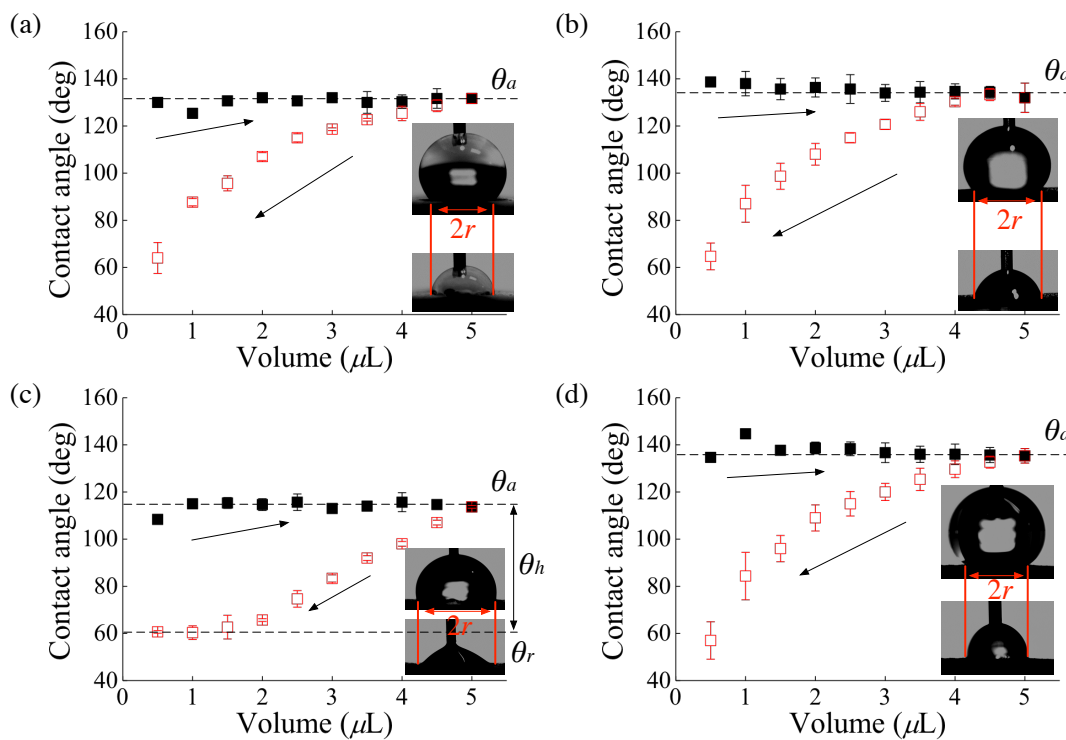 (a)
160
140
120
100
80
60
40
Contact angle (deg)
0 1 2 3 4 5
Volume (μL)
θa
2r
(b)
160
140
120
100
80
60
40
Contact angle (deg)
0 1 2 3 4 5
Volume (μL)
θa
2r
(c)
160
140
120
100
80
60
40
Contact angle (deg)
0 1 2 3 4 5
Volume (μL)
θa
θh
θr
2r
(d)
160
140
120
100
80
60
40
Contact angle (deg)
0 1 2 3 4 5
Volume (μL)
θa
2r